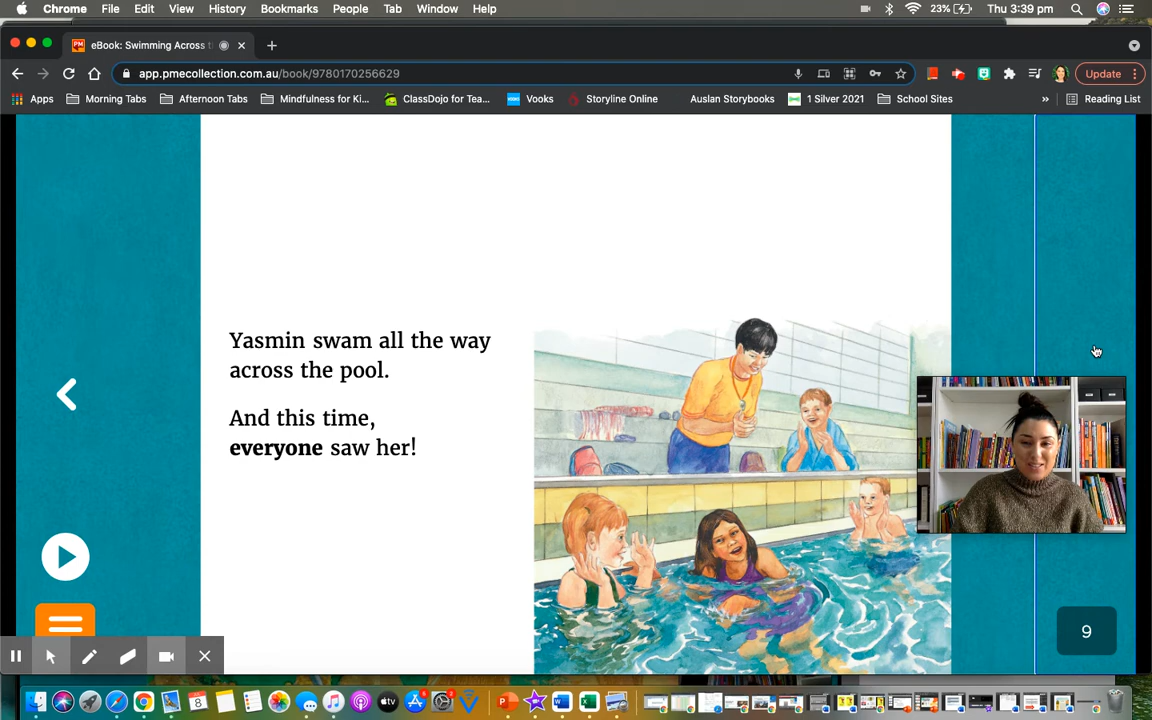 Chrome File Edit View History Bookmarks People Tab Window Help 23% Thu 3:39 pm
eBook: Swimming Across t
app.pmecollection.com.au/book/9780170256629 Update
Apps Morning Tabs Afternoon Tabs Mindfulness for Ki... ClassDojo for Tea... Vooks Storyline Online Auslan Storybooks 1 Silver 2021 School Sites » Reading List
Yasmin swam all the way
across the pool.
And this time,
everyone saw her!
9